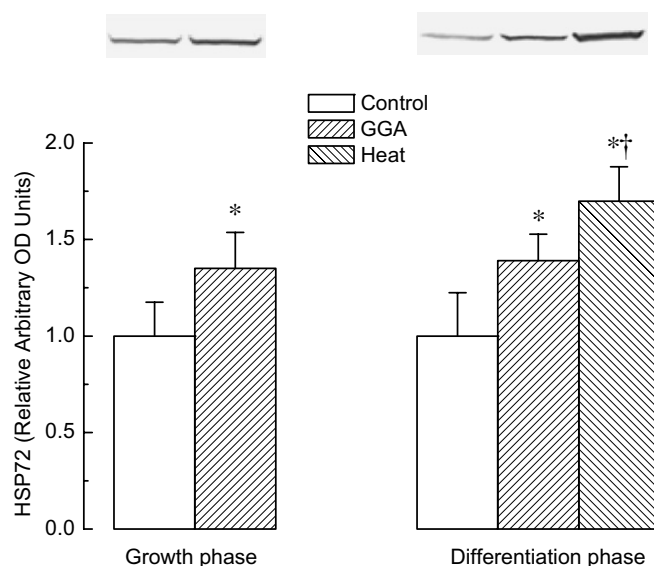 Control
GGA
Heat
HSP72 (Relative Arbitrary OD Units)
2.0
1.5
1.0
0.5
0.0
*
*
*†
Growth phase
Differentiation phase